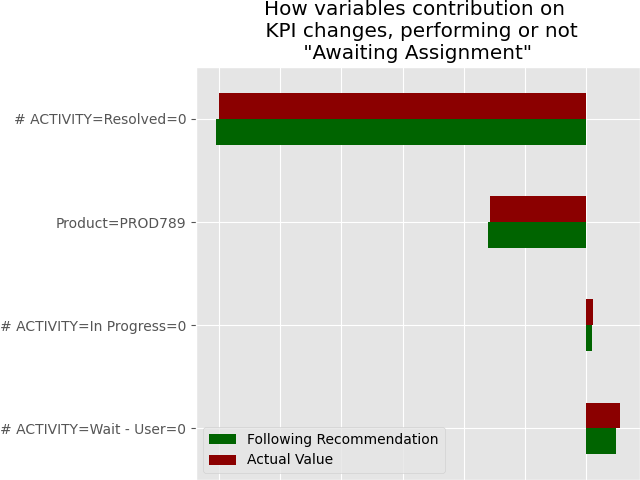 How variables contribution on
KPI changes, performing or not
"Awaiting Assignment"
# ACTIVITY=Resolved=0
Product=PROD789
# ACTIVITY=In Progress=0
# ACTIVITY=Wait - User=0
Following Recommendation
Actual Value